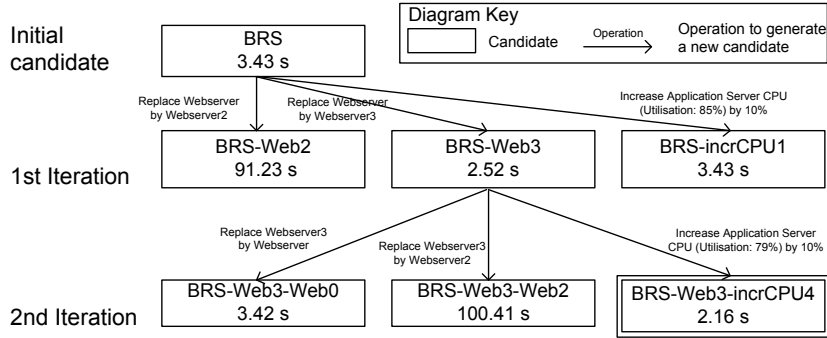 Initial
candidate
BRS
3.43 s
Diagram Key
Candidate
Operation
Operation to generate
a new candidate
Replace Webserver
by Webserver2
Replace Webserver
by Webserver3
Increase Application Server CPU
(Utilisation: 85%) by 10%
1st Iteration
BRS-Web2
91.23 s
BRS-Web3
2.52 s
BRS-incrCPU1
3.43 s
Replace Webserver3
by Webserver
Replace Webserver3
by Webserver2
Increase Application Server
CPU (Utilisation: 79%) by 10%
2nd Iteration
BRS-Web3-Web0
3.42 s
BRS-Web3-Web2
100.41 s
BRS-Web3-incrCPU4
2.16 s